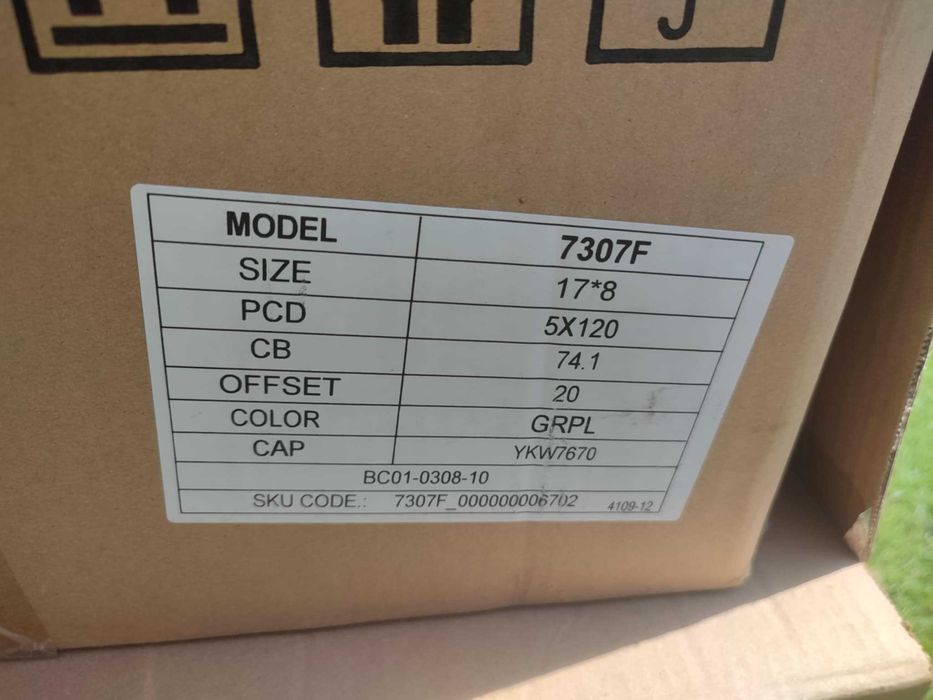 MODEL 7307F
SIZE 17*8
PCD 5X120
CB 74.1
OFFSET 20
COLOR GRPL
CAP YKW7670
BC01-0308-10
SKU CODE.: 7307F_000000006702 4109-12